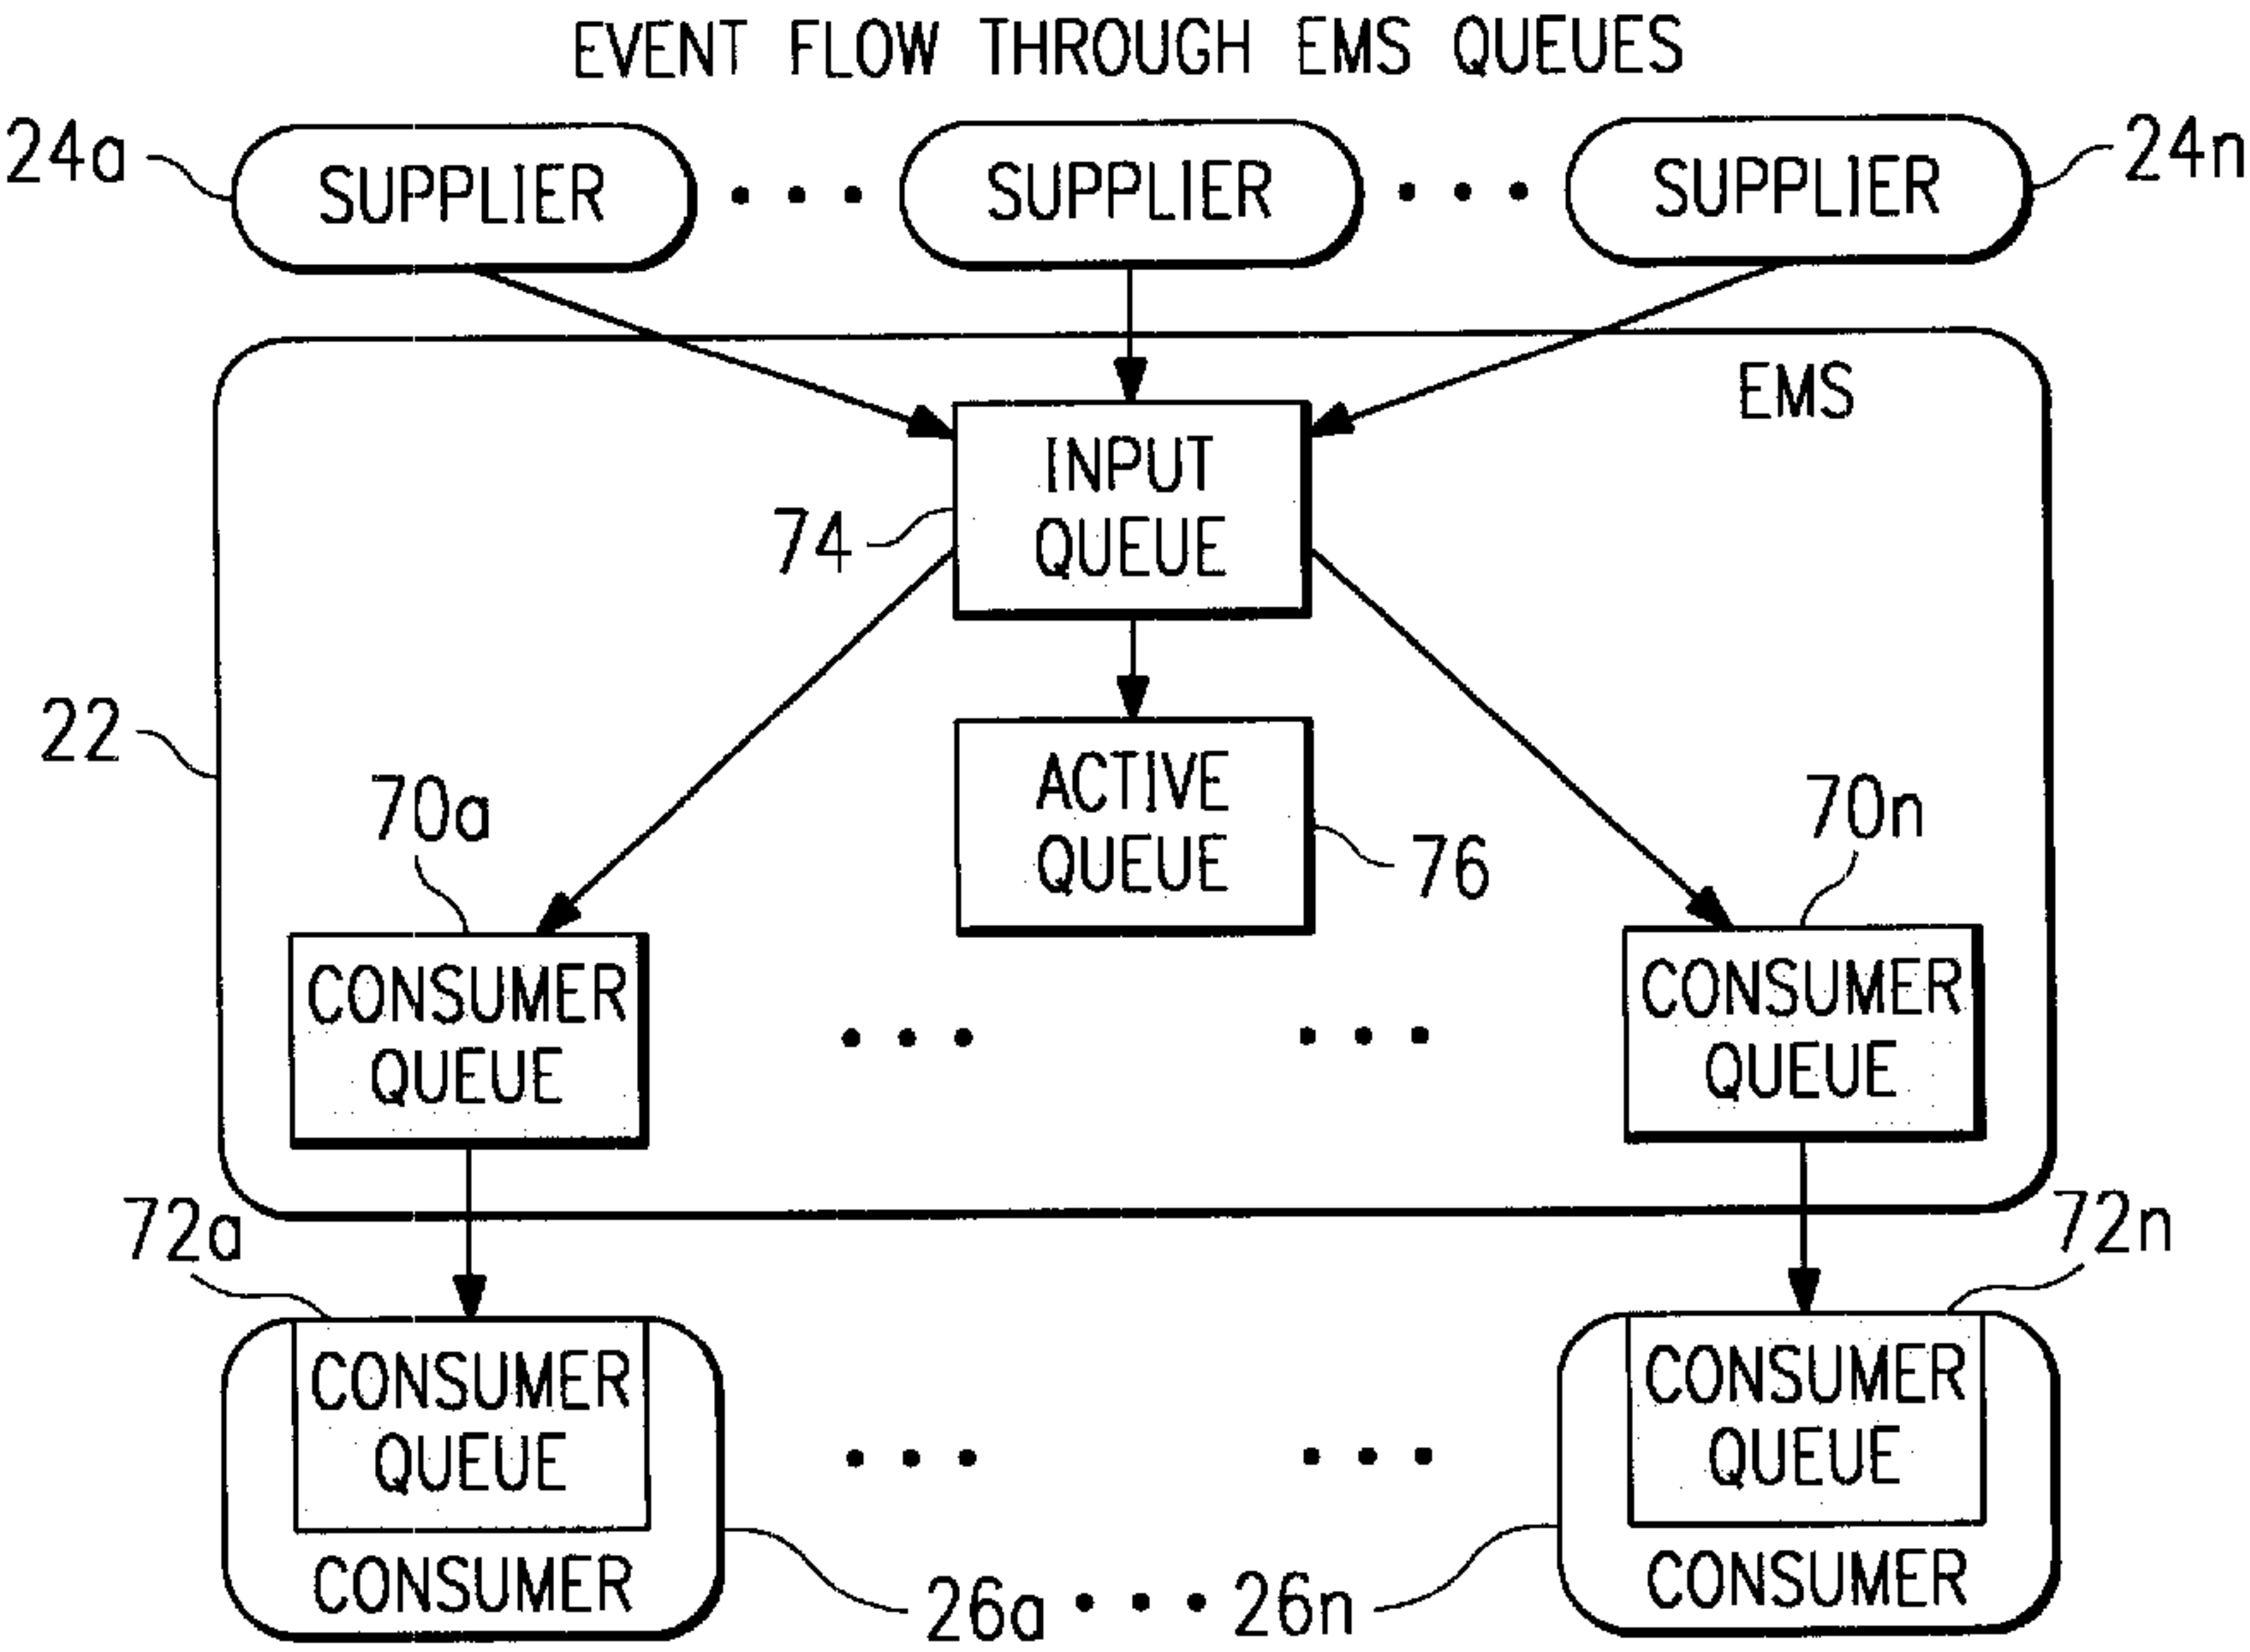 EVENT FLOW THROUGH EMS QUEUES
24a
SUPPLIER
SUPPLIER
SUPPLIER
24n
EMS
INPUT
QUEUE
74
22
ACTIVE
QUEUE
76
70a
70n
CONSUMER
QUEUE
CONSUMER
QUEUE
72a
72n
CONSUMER
QUEUE
CONSUMER
CONSUMER
QUEUE
CONSUMER
26a • • • 26n